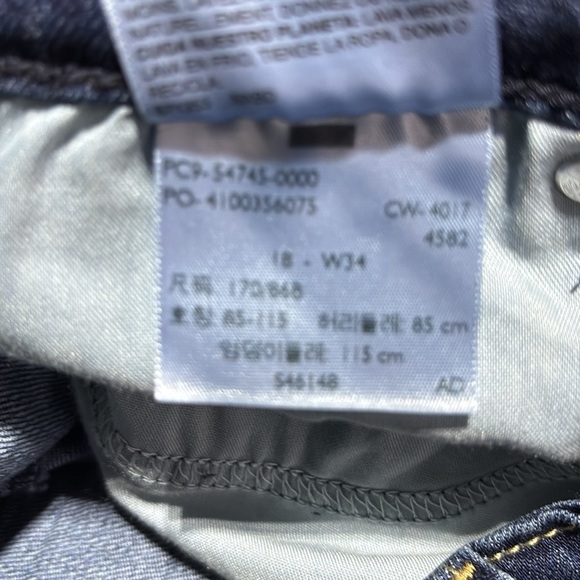 CUIDA NUESTRO PLANETA: LAVA MENOS,
LAVA EN FRIO, TIENDE LA ROPA, DONA O
RECICLA.
PC9-54745-0000
PO- 4100356075 CW- 4017
4582
18 - W34
尺码: 170/86B
호칭: 85-115 허리둘레: 85 cm
엉덩이둘레: 115 cm
546148 AD